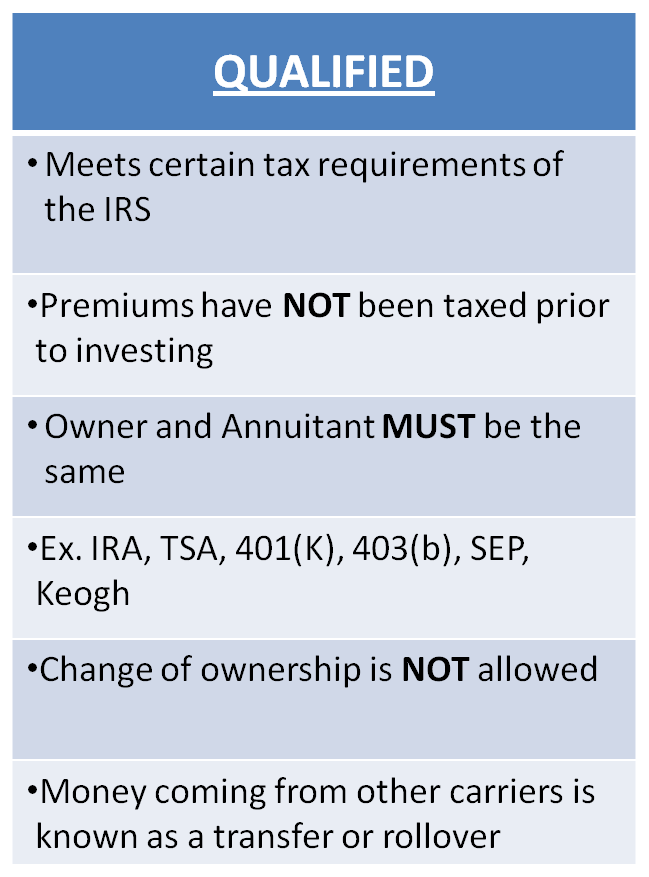 QUALIFIED
• Meets certain tax requirements of
the IRS
•Premiums have NOT been taxed prior
to investing
• Owner and Annuitant MUST be the
same
•Ex. IRA, TSA, 401(K), 403(b), SEP,
Keogh
•Change of ownership is NOT allowed
•Money coming from other carriers is
known as a transfer or rollover